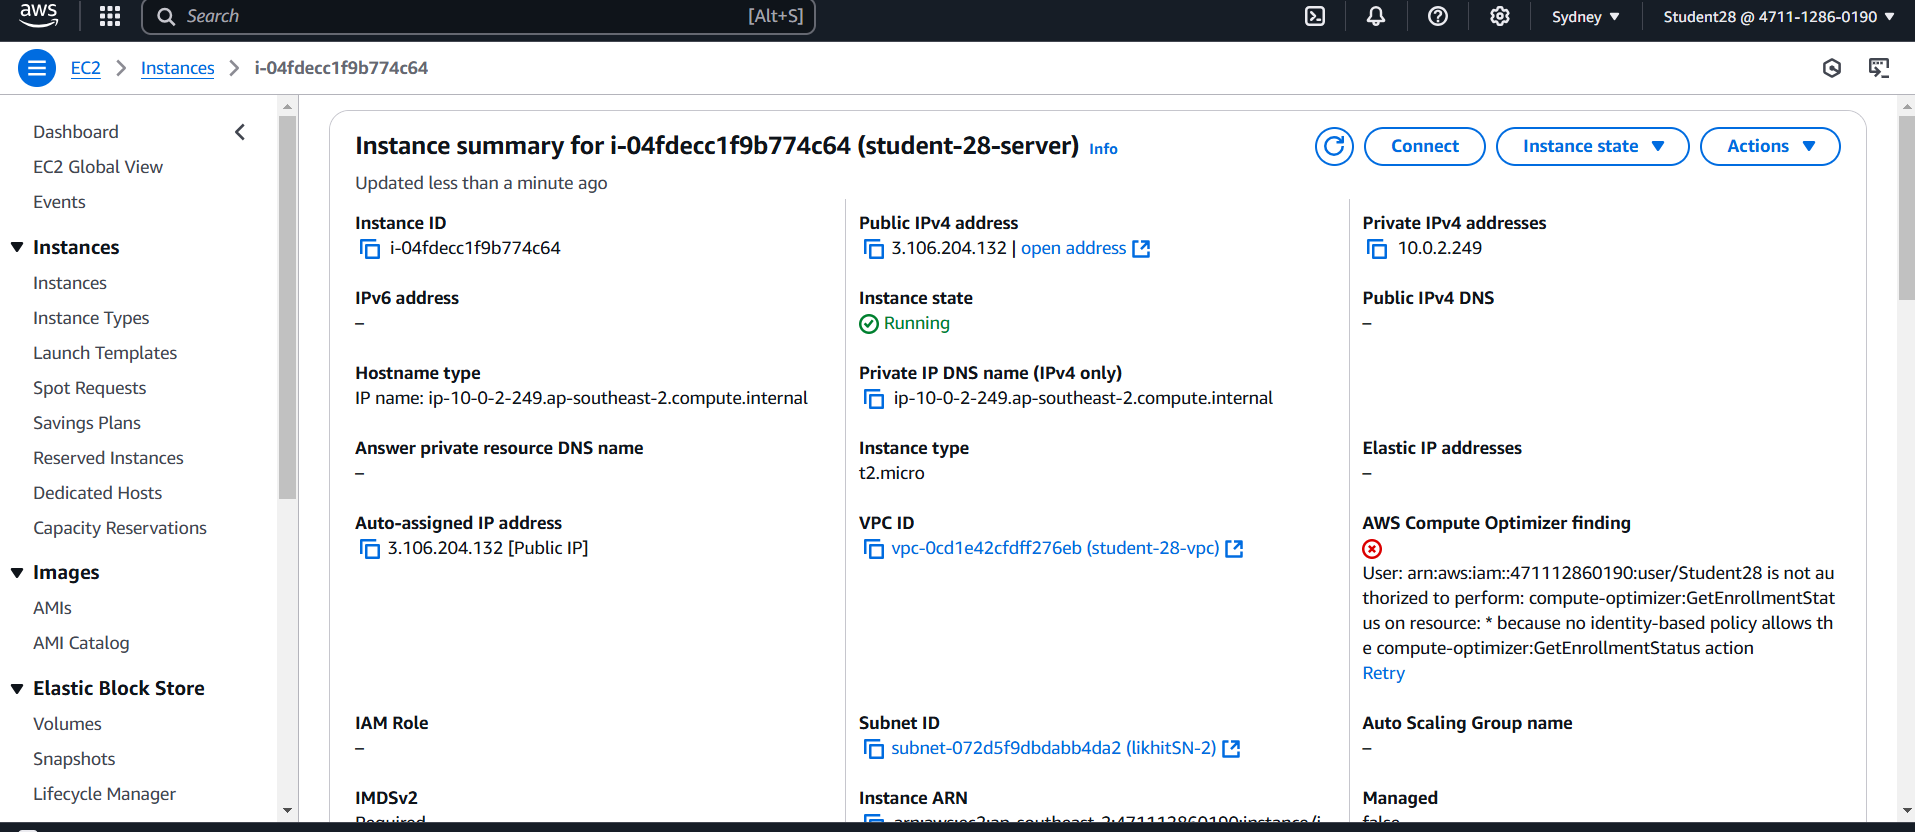 aws
Search [Alt+S]
Sydney ▼
Student28 @ 4711-1286-0190 ▼
EC2 > Instances > i-04fdecc1f9b774c64
Dashboard
EC2 Global View
Events
Instances
Instances
Instance Types
Launch Templates
Spot Requests
Savings Plans
Reserved Instances
Dedicated Hosts
Capacity Reservations
Images
AMIs
AMI Catalog
Elastic Block Store
Volumes
Snapshots
Lifecycle Manager
Instance summary for i-04fdecc1f9b774c64 (student-28-server) Info
Updated less than a minute ago
Connect
Instance state ▼
Actions ▼
Instance ID
i-04fdecc1f9b774c64
Public IPv4 address
3.106.204.132 | open address
Private IPv4 addresses
10.0.2.249
IPv6 address
–
Instance state
Running
Public IPv4 DNS
–
Hostname type
IP name: ip-10-0-2-249.ap-southeast-2.compute.internal
Private IP DNS name (IPv4 only)
ip-10-0-2-249.ap-southeast-2.compute.internal
Answer private resource DNS name
–
Instance type
t2.micro
Elastic IP addresses
–
Auto-assigned IP address
3.106.204.132 [Public IP]
VPC ID
vpc-0cd1e42cfdff276eb (student-28-vpc)
AWS Compute Optimizer finding
User: arn:aws:iam::471112860190:user/Student28 is not au
thorized to perform: compute-optimizer:GetEnrollmentStat
us on resource: * because no identity-based policy allows th
e compute-optimizer:GetEnrollmentStatus action
Retry
IAM Role
–
Subnet ID
subnet-072d5f9dbdabb4da2 (likhitSN-2)
Auto Scaling Group name
–
IMDSv2
Required
Instance ARN
arn:aws:ec2:ap-southeast-2:471112860190:instance/i
Managed
false